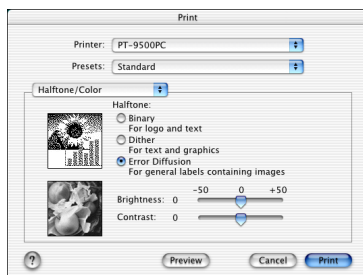 Print
Printer: PT-9500PC
Presets: Standard
Halftone/Color
Halftone:
Binary
For logo and text
Dither
For text and graphics
Error Diffusion
For general labels containing images
-50 0 +50
Brightness: 0
Contrast: 0
? Preview Cancel Print